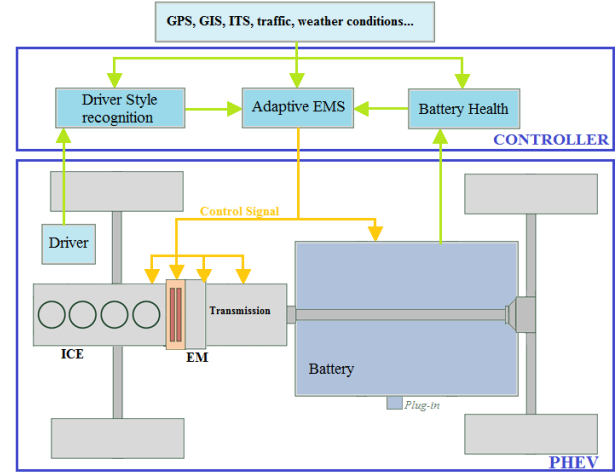 GPS, GIS, ITS, traffic, weather conditions...
Driver Style
recognition
Adaptive EMS
Battery Health
CONTROLLER
Control Signal
Driver
Transmission
ICE
EM
Battery
Plug-in
PHEV